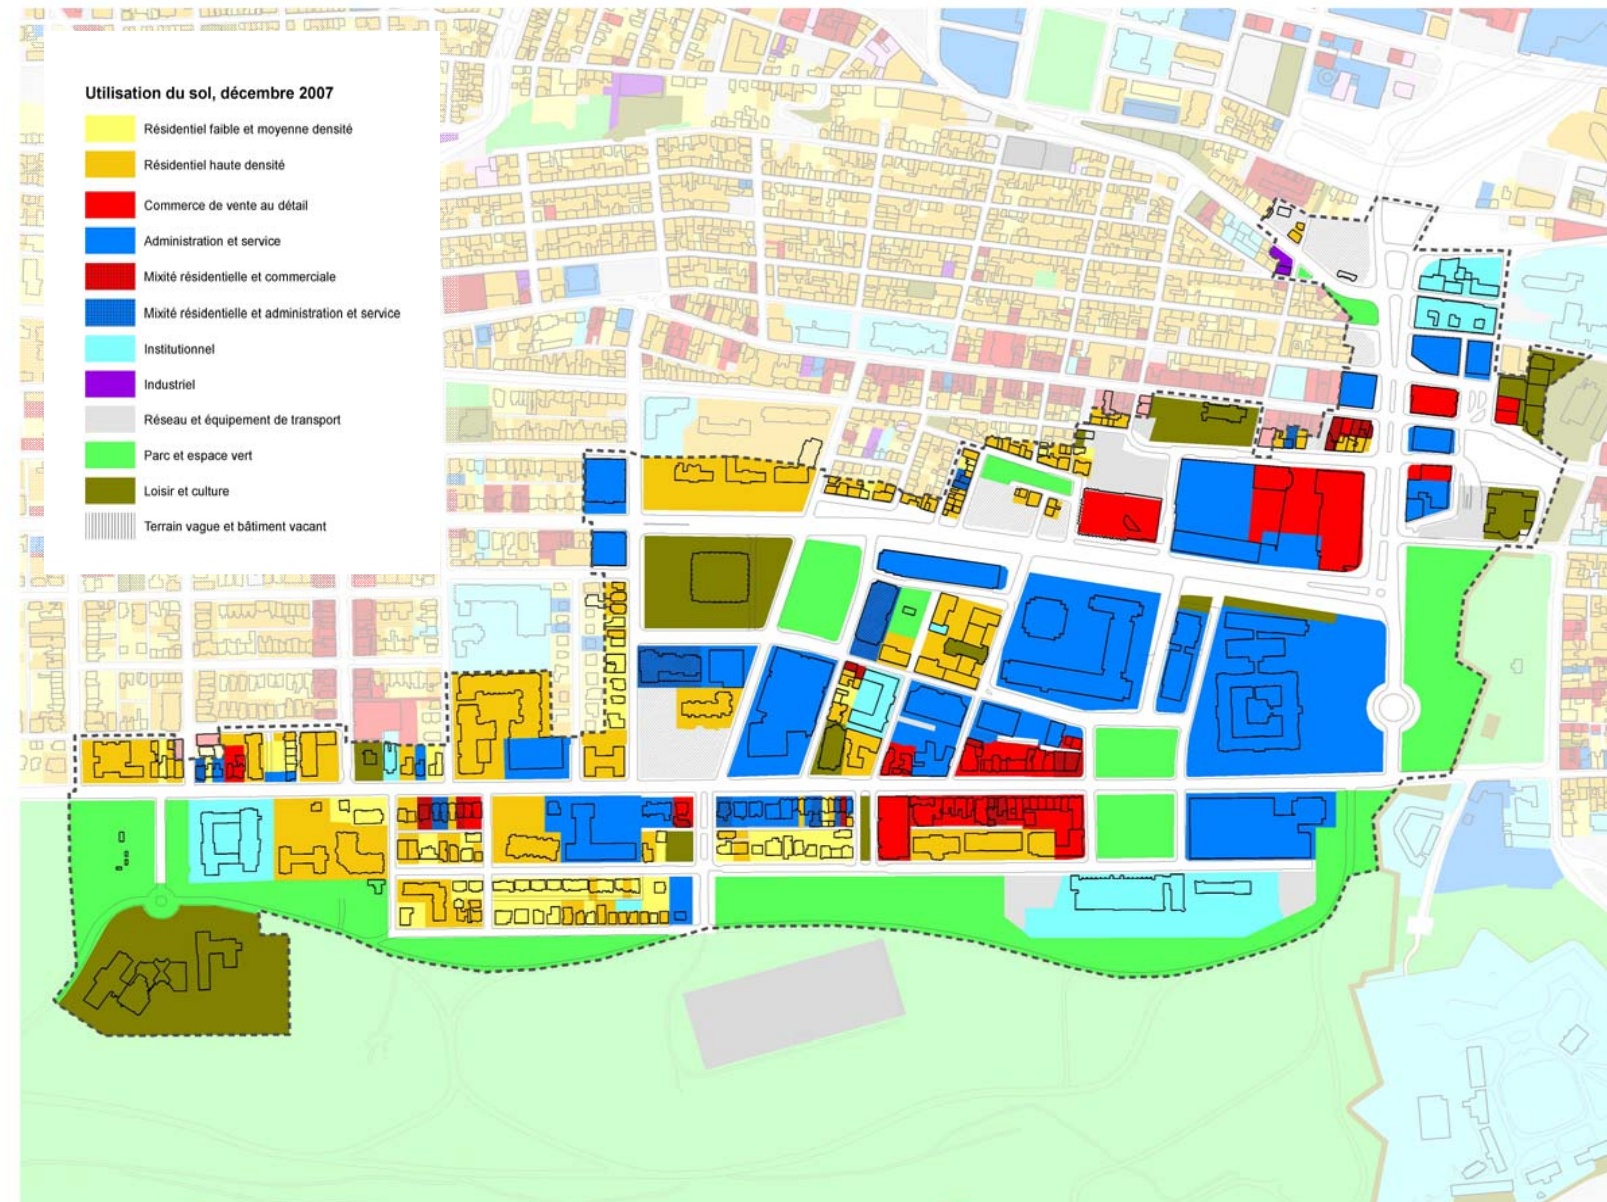 Utilisation du sol, décembre 2007
Résidentiel faible et moyenne densité
Résidentiel haute densité
Commerce de vente au détail
Administration et service
Mixité résidentielle et commerciale
Mixité résidentielle et administration et service
Institutionnel
Industriel
Réseau et équipement de transport
Parc et espace vert
Loisir et culture
Terrain vague et bâtiment vacant